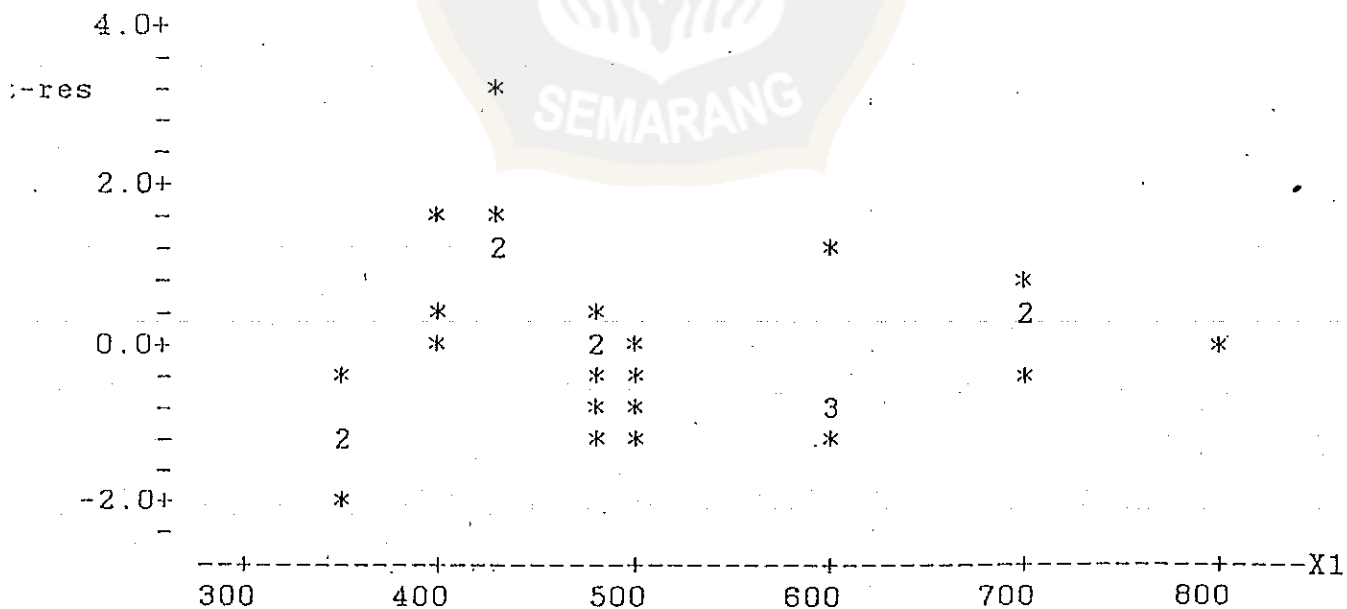 4.0+
-
:-res - *
SEMARANG
-
-
2.0+
- * *
- 2 *
- *
- * * 2
0.0+ * 2 * *
- * * * *
- * * 3
- 2 * * *
-
-2.0+ *
-
--+---------+---------+---------+---------+---------+----X1
300 400 500 600 700 800